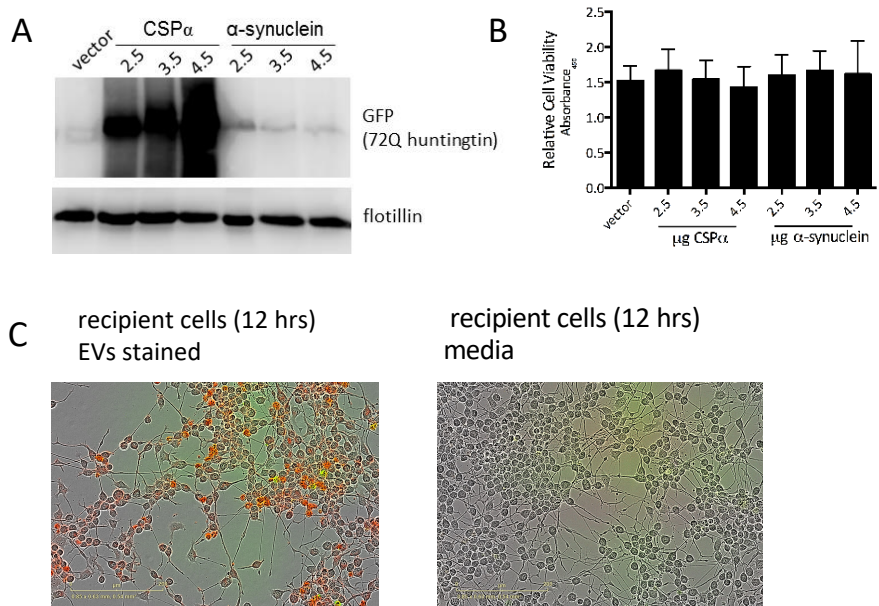 A
CSPα α-synuclein
vector 2.5 3.5 4.5 2.5 3.5 4.5
GFP
(72Q huntingtin)
flotillin
B
Relative Cell Viability
Absorbance
2.0
1.5
1.0
0.5
0.0
vector 2.5 3.5 4.5 2.5 3.5 4.5
µg CSPα µg α-synuclein
C
recipient cells (12 hrs)
EVs stained
recipient cells (12 hrs)
media
µm